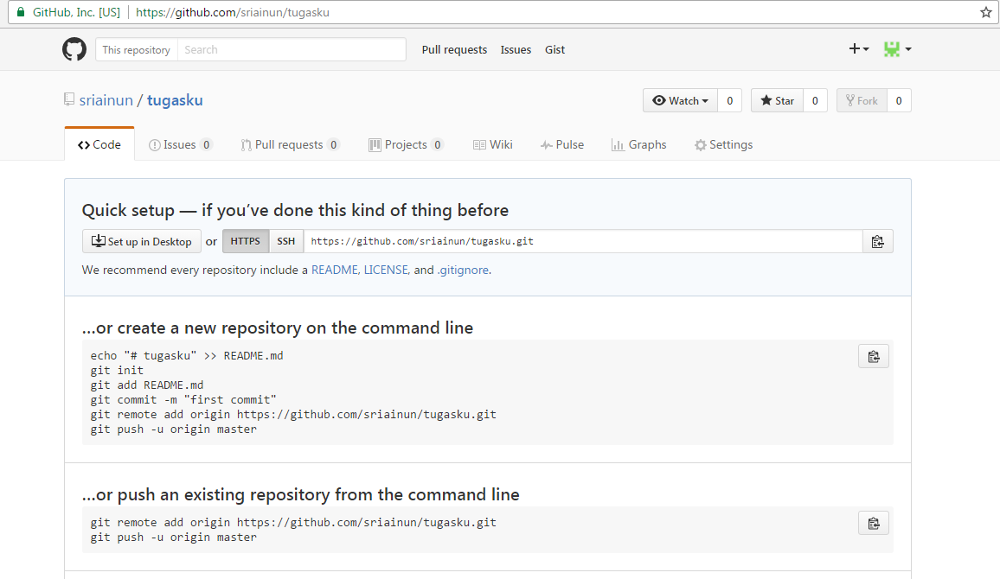 GitHub, Inc. [US] https://github.com/sriainun/tugasku
This repository Search Pull requests Issues Gist
sriainun / tugasku Watch 0 Star 0 Fork 0
Code Issues 0 Pull requests 0 Projects 0 Wiki Pulse Graphs Settings
Quick setup — if you’ve done this kind of thing before
Set up in Desktop or HTTPS SSH https://github.com/sriainun/tugasku.git
We recommend every repository include a README, LICENSE, and .gitignore.
…or create a new repository on the command line
echo "# tugasku" >> README.md
git init
git add README.md
git commit -m "first commit"
git remote add origin https://github.com/sriainun/tugasku.git
git push -u origin master
…or push an existing repository from the command line
git remote add origin https://github.com/sriainun/tugasku.git
git push -u origin master